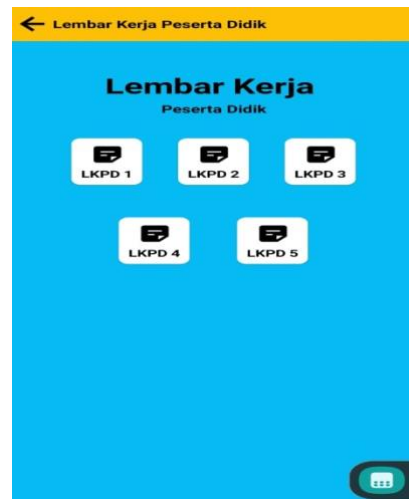 Lembar Kerja Peserta Didik
Lembar Kerja
Peserta Didik
LKPD 1
LKPD 2
LKPD 3
LKPD 4
LKPD 5